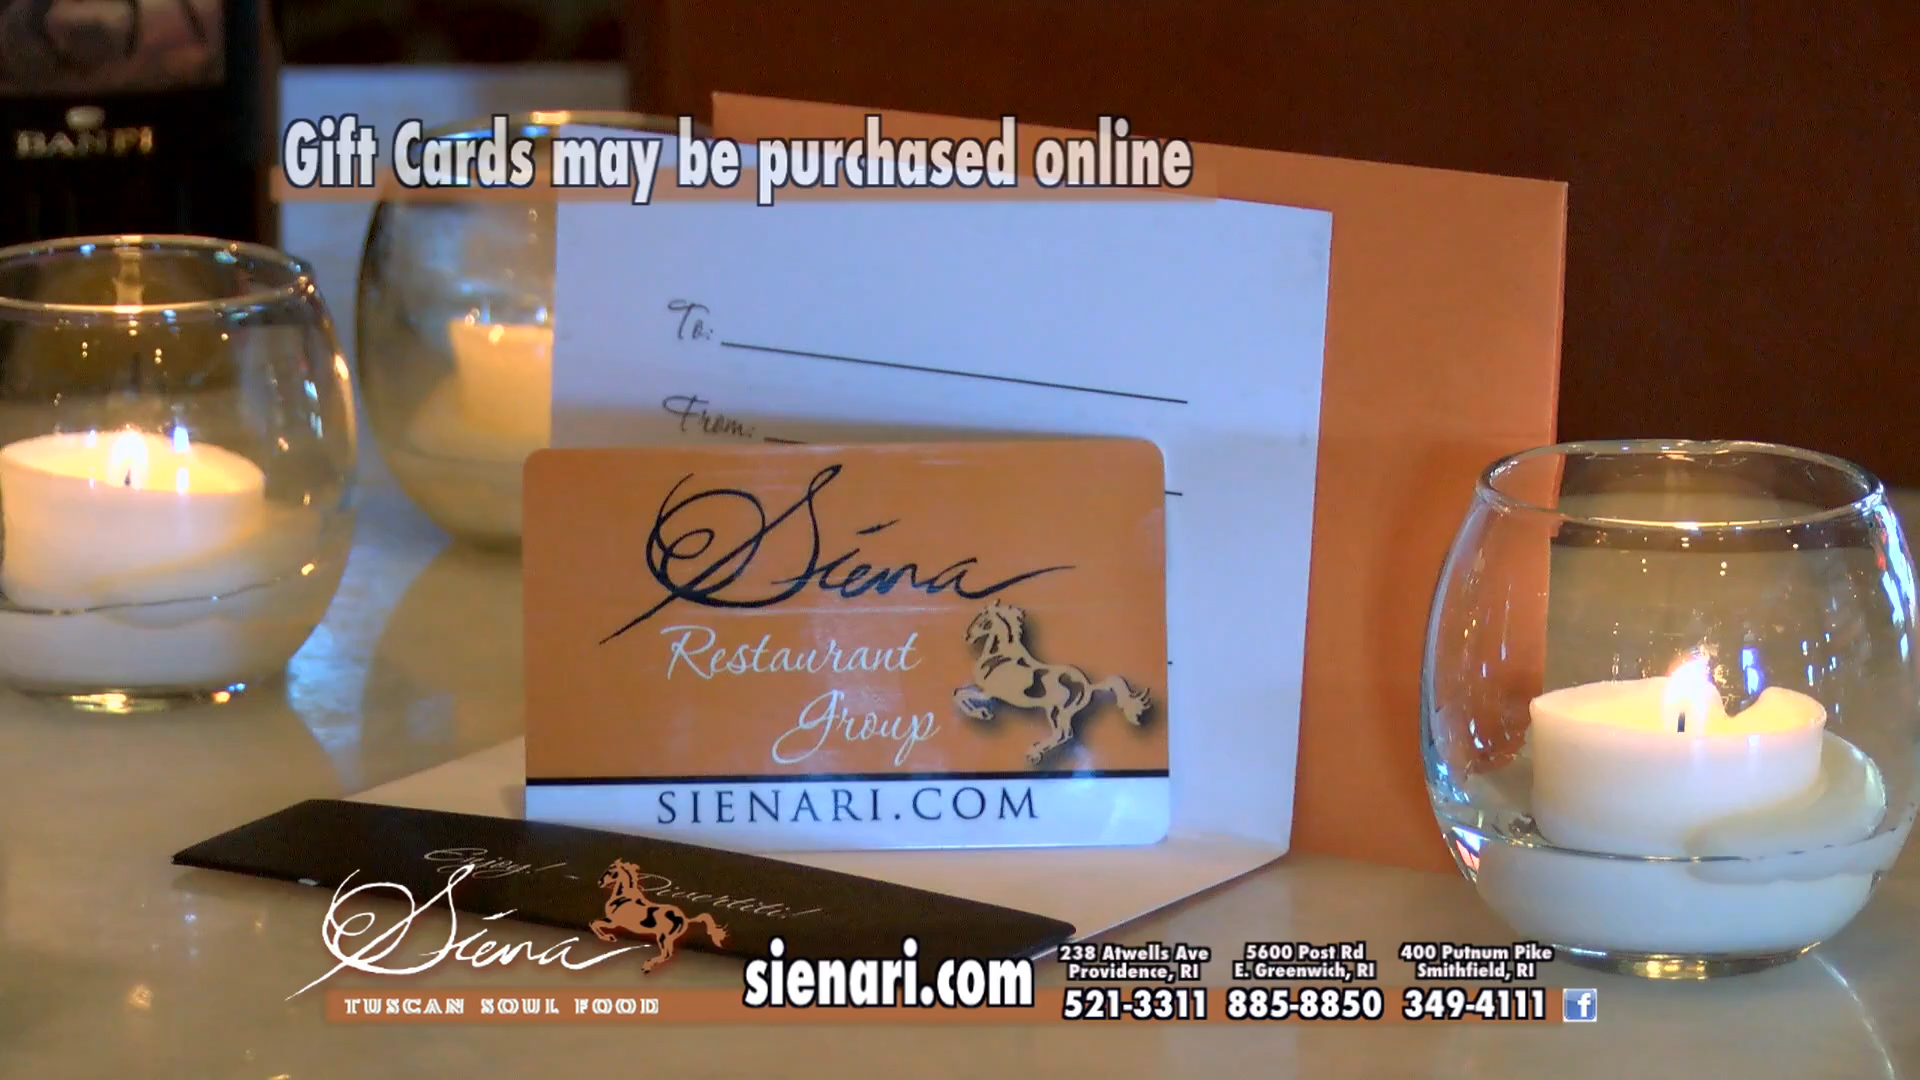 BANFI
Gift Cards may be purchased online
To:
From:
Siena
Restaurant
Group
SIENARI.COM
Enjoy! - Divertiti!
Siena
TUSCAN SOUL FOOD
sienari.com
238 Atwells Ave
Providence, RI
521-3311
5600 Post Rd
E. Greenwich, RI
885-8850
400 Putnum Pike
Smithfield, RI
349-4111
f